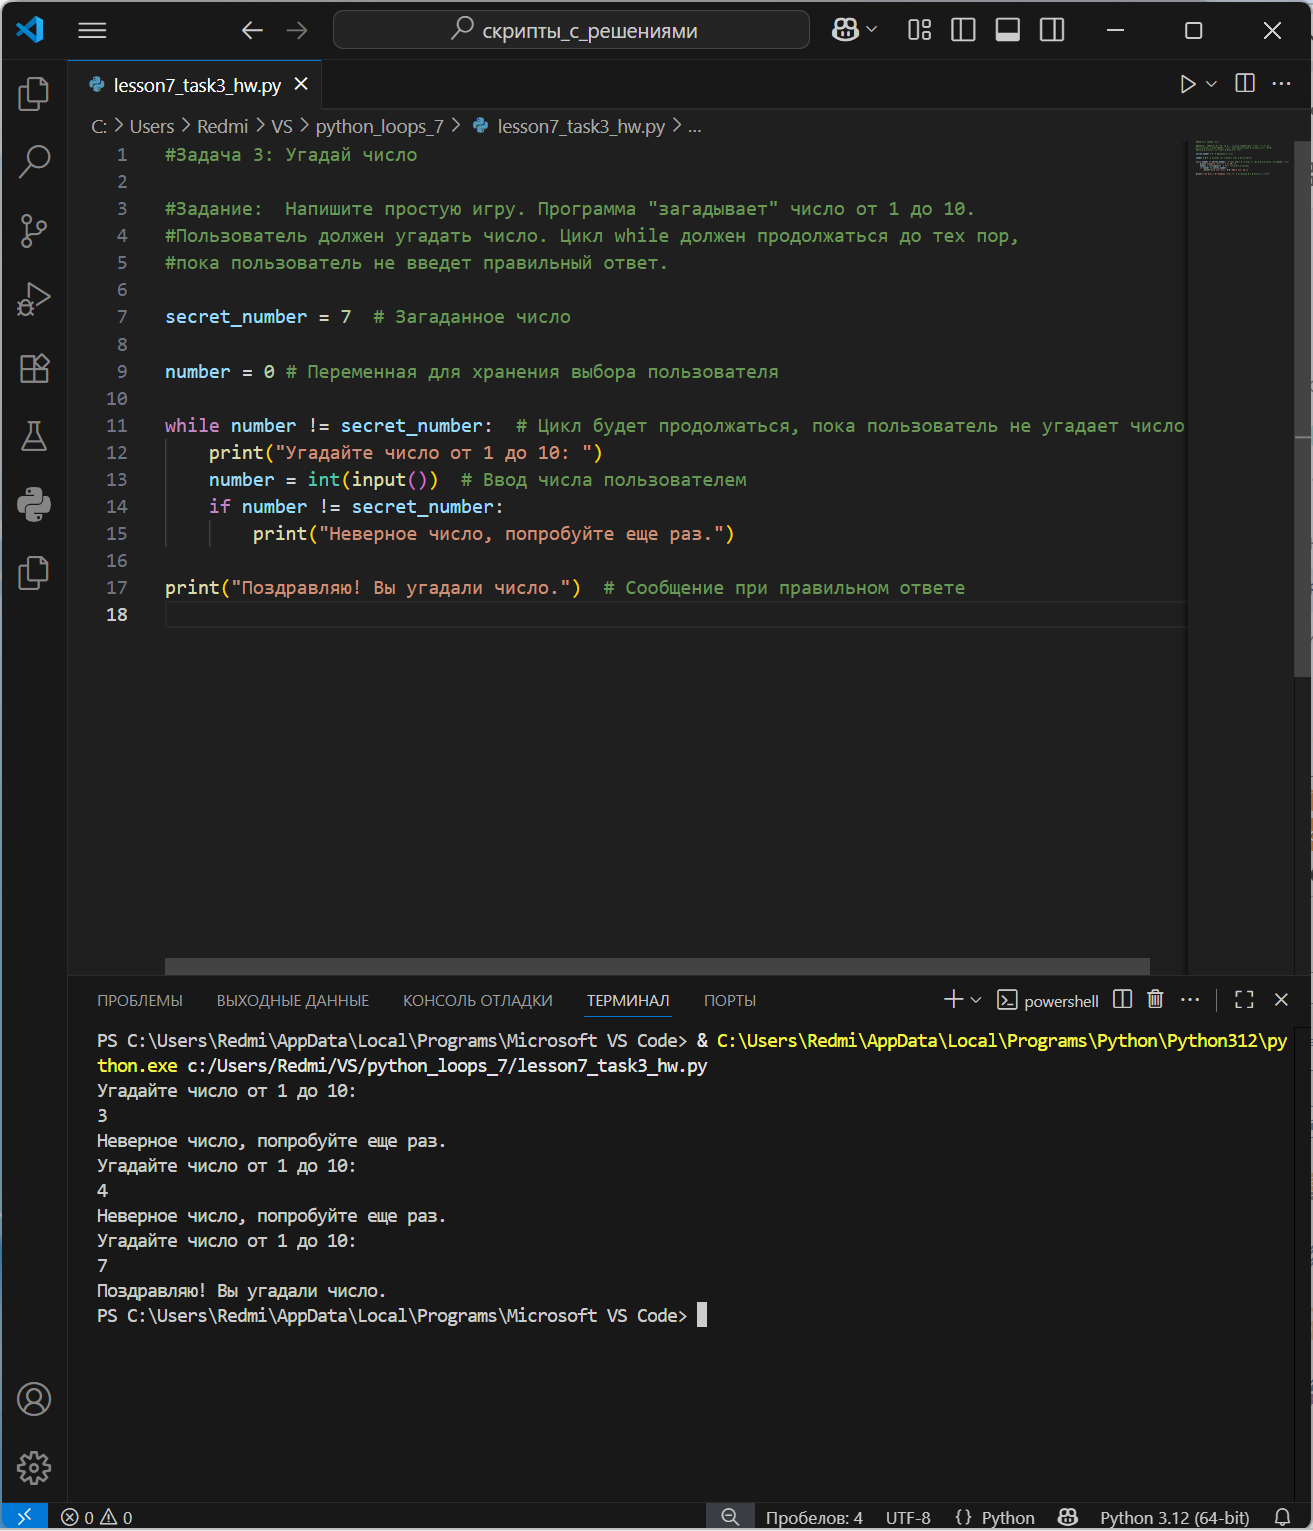 скрипты_с_решениями
lesson7_task3_hw.py
C: > Users > Redmi > VS > python_loops_7 > lesson7_task3_hw.py > ...
1 #Задача 3: Угадай число
2
3 #Задание:  Напишите простую игру. Программа "загадывает" число от 1 до 10.
4 #Пользователь должен угадать число. Цикл while должен продолжаться до тех пор,
5 #пока пользователь не введет правильный ответ.
6
7 secret_number = 7  # Загаданное число
8
9 number = 0 # Переменная для хранения выбора пользователя
10
11 while number != secret_number:  # Цикл будет продолжаться, пока пользователь не угадает число
12     print("Угадайте число от 1 до 10: ")
13     number = int(input())  # Ввод числа пользователем
14     if number != secret_number:
15         print("Неверное число, попробуйте еще раз.")
16
17 print("Поздравляю! Вы угадали число.")  # Сообщение при правильном ответе
18
ПРОБЛЕМЫ ВЫХОДНЫЕ ДАННЫЕ КОНСОЛЬ ОТЛАДКИ ТЕРМИНАЛ ПОРТЫ powershell
PS C:\Users\Redmi\AppData\Local\Programs\Microsoft VS Code> & C:\Users\Redmi\AppData\Local\Programs\Python\Python312\py
thon.exe c:/Users/Redmi/VS/python_loops_7/lesson7_task3_hw.py
Угадайте число от 1 до 10:
3
Неверное число, попробуйте еще раз.
Угадайте число от 1 до 10:
4
Неверное число, попробуйте еще раз.
Угадайте число от 1 до 10:
7
Поздравляю! Вы угадали число.
PS C:\Users\Redmi\AppData\Local\Programs\Microsoft VS Code>
0 0 Пробелов: 4 UTF-8 {} Python Python 3.12 (64-bit)